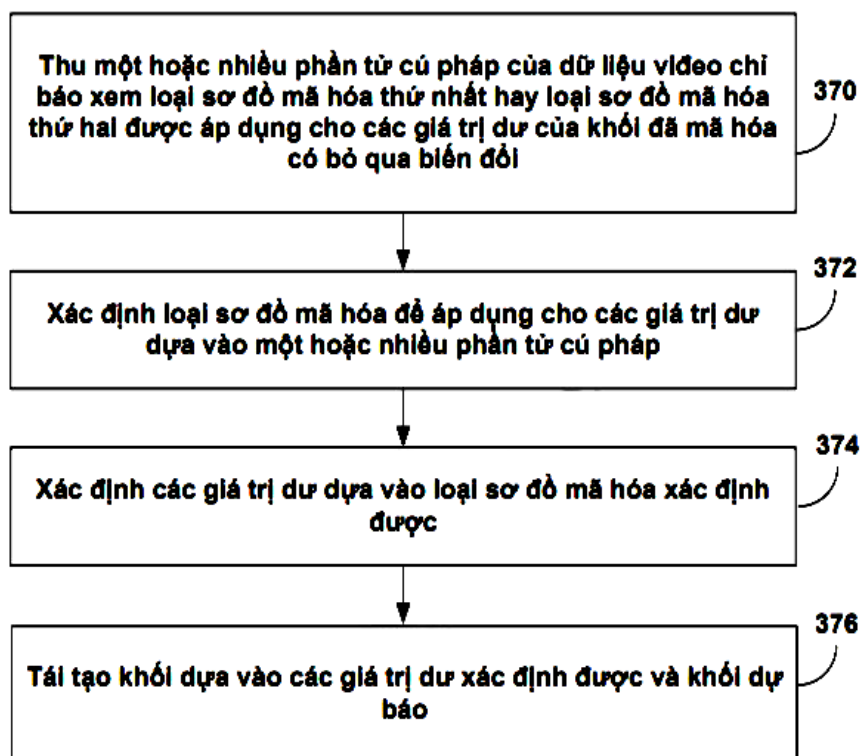 Thu một hoặc nhiều phần tử cú pháp của dữ liệu video chỉ
báo xem loại sơ đồ mã hóa thứ nhất hay loại sơ đồ mã hóa
thứ hai được áp dụng cho các giá trị dư của khối đã mã hóa
có bỏ qua biến đổi
370
Xác định loại sơ đồ mã hóa để áp dụng cho các giá trị dư
dựa vào một hoặc nhiều phần tử cú pháp
372
Xác định các giá trị dư dựa vào loại sơ đồ mã hóa xác định
được
374
Tái tạo khối dựa vào các giá trị dư xác định được và khối dự
báo
376